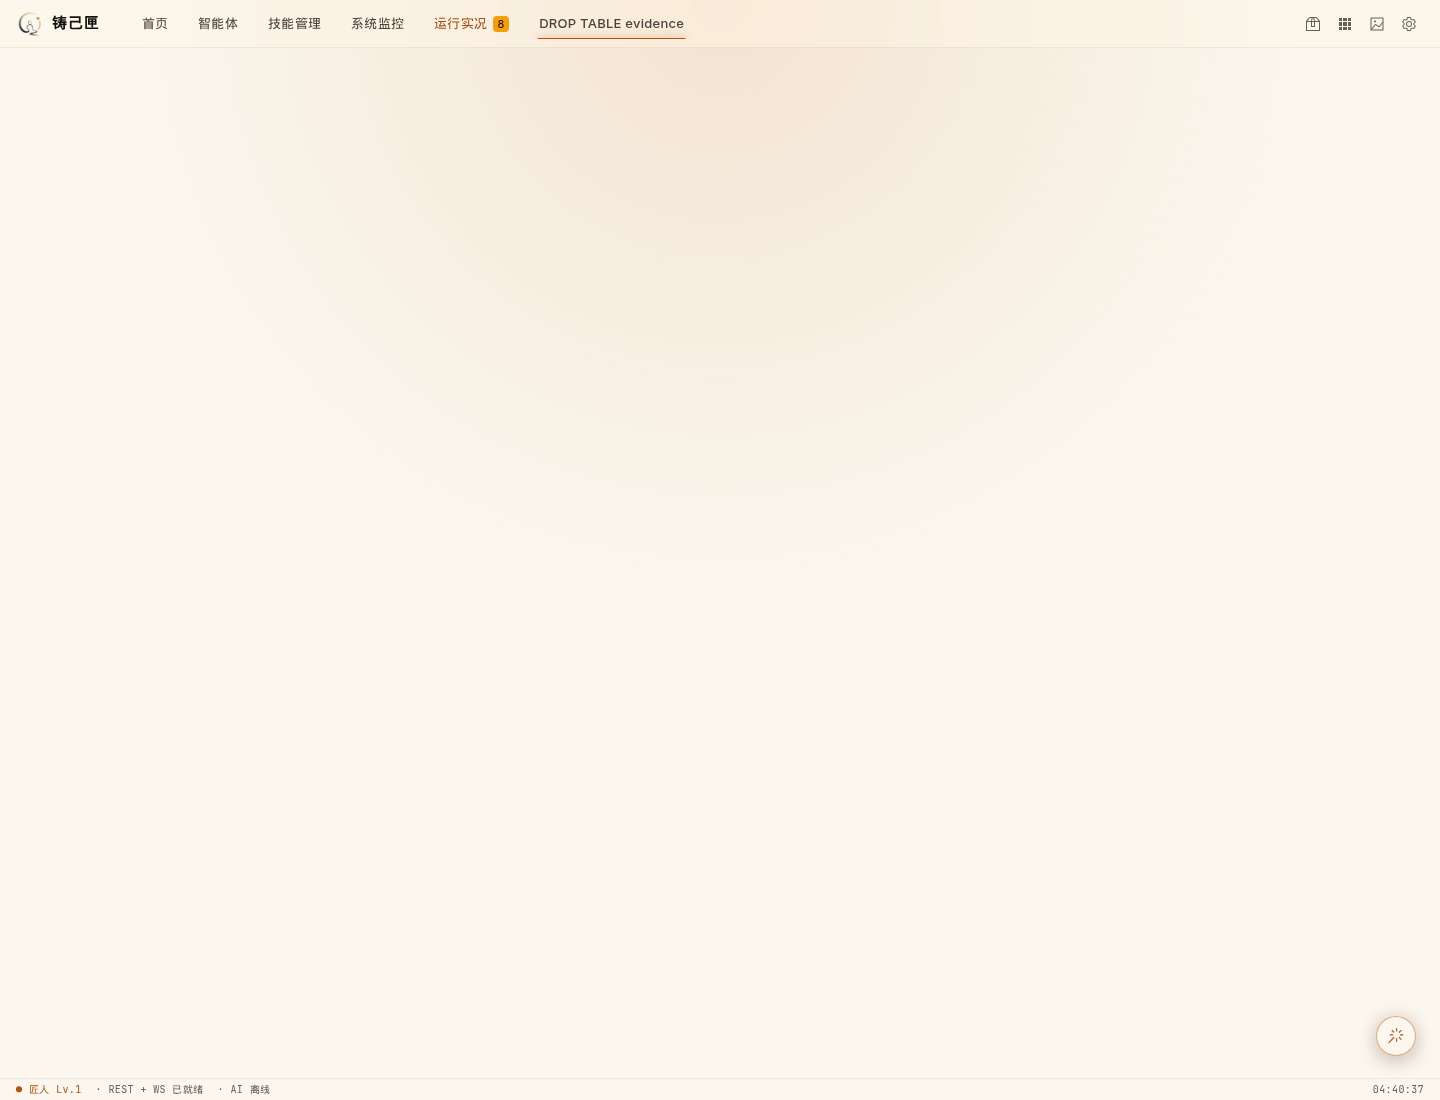 铸己匣 首页 智能体 技能管理 系统监控 运行实况 8 DROP TABLE evidence
匠人 Lv.1 · REST + WS 已就绪 · AI 离线 04:40:37